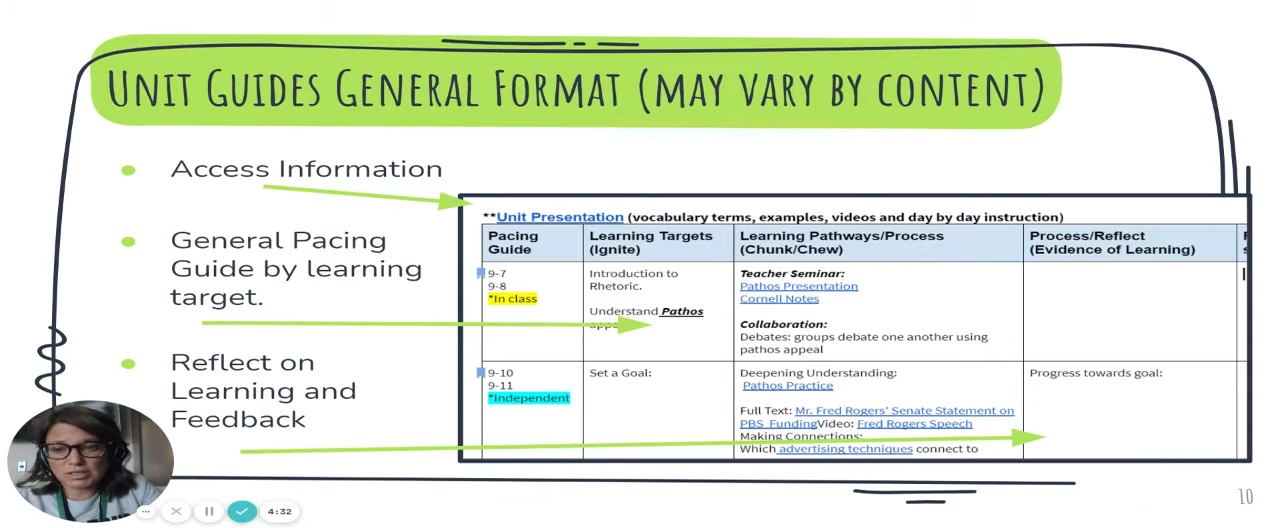 UNIT GUIDES GENERAL FORMAT (MAY VARY BY CONTENT)
Access Information
General Pacing
Guide by learning
target.
Reflect on
Learning and
Feedback
**Unit Presentation (vocabulary terms, examples, videos and day by day instruction)
Pacing
Guide
Learning Targets
(Ignite)
Learning Pathways/Process
(Chunk/Chew)
Process/Reflect
(Evidence of Learning)
9-7
9-8
*In class
Introduction to
Rhetoric.
Understand Pathos
Teacher Seminar:
Pathos Presentation
Cornell Notes
Collaboration:
Debates: groups debate one another using
pathos appeal
9-10
9-11
*Independent
Set a Goal:
Deepening Understanding:
Pathos Practice
Full Text: Mr. Fred Rogers' Senate Statement on
PBS FundingVideo: Fred Rogers Speech
Making Connections:
Which advertising techniques connect to
Progress towards goal:
4:32
10